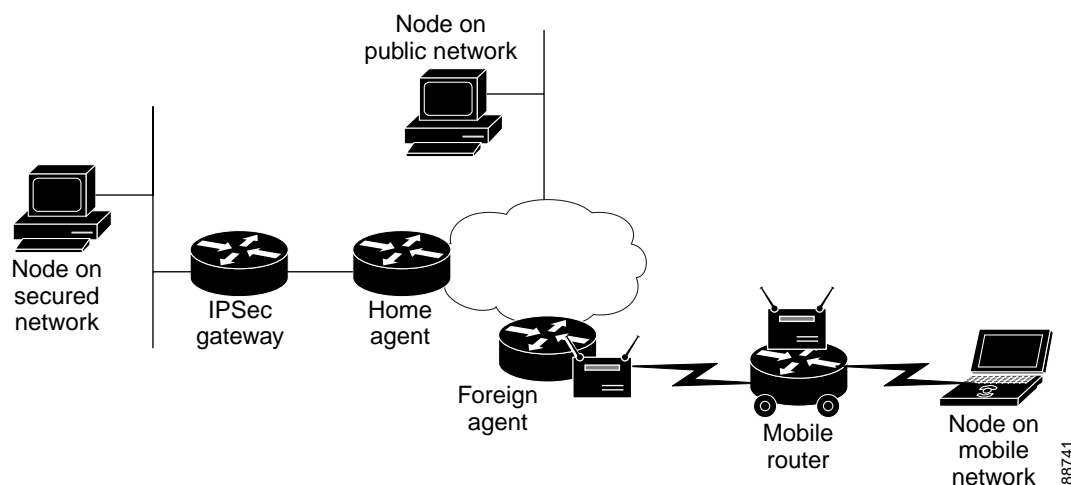 Node on
public network
Node on
secured
network
IPSec
gateway
Home
agent
Foreign
agent
Mobile
router
Node on
mobile
network
88741